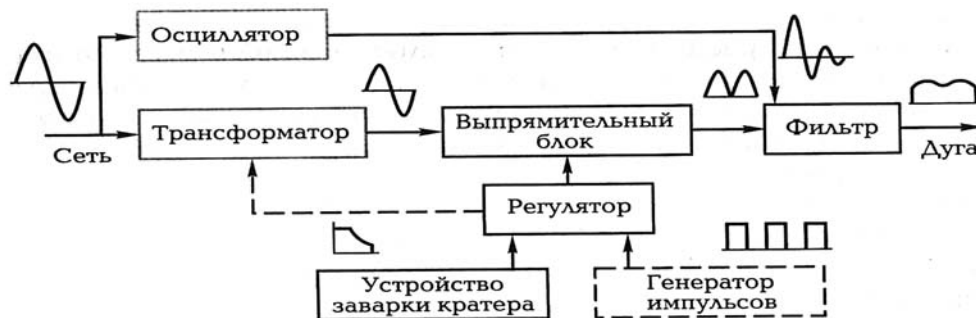 Осциллятор
Сеть
Трансформатор
Выпрямительный
блок
Фильтр
Дуга
Регулятор
Устройство
заварки кратера
Генератор
импульсов